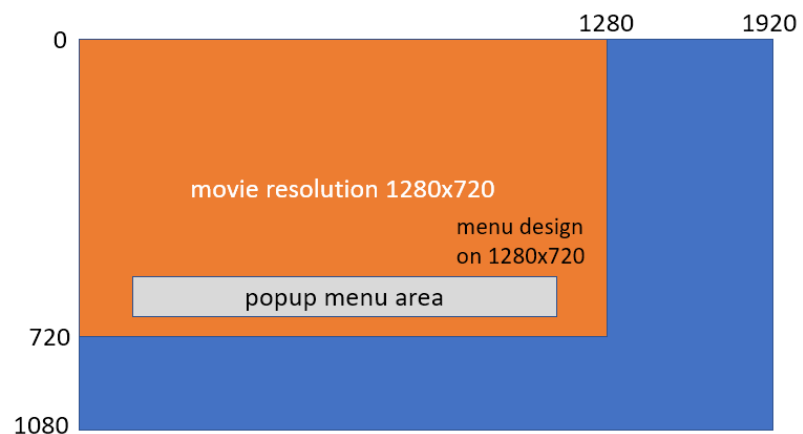 1280 1920
0
movie resolution 1280x720
menu design
on 1280x720
popup menu area
720
1080